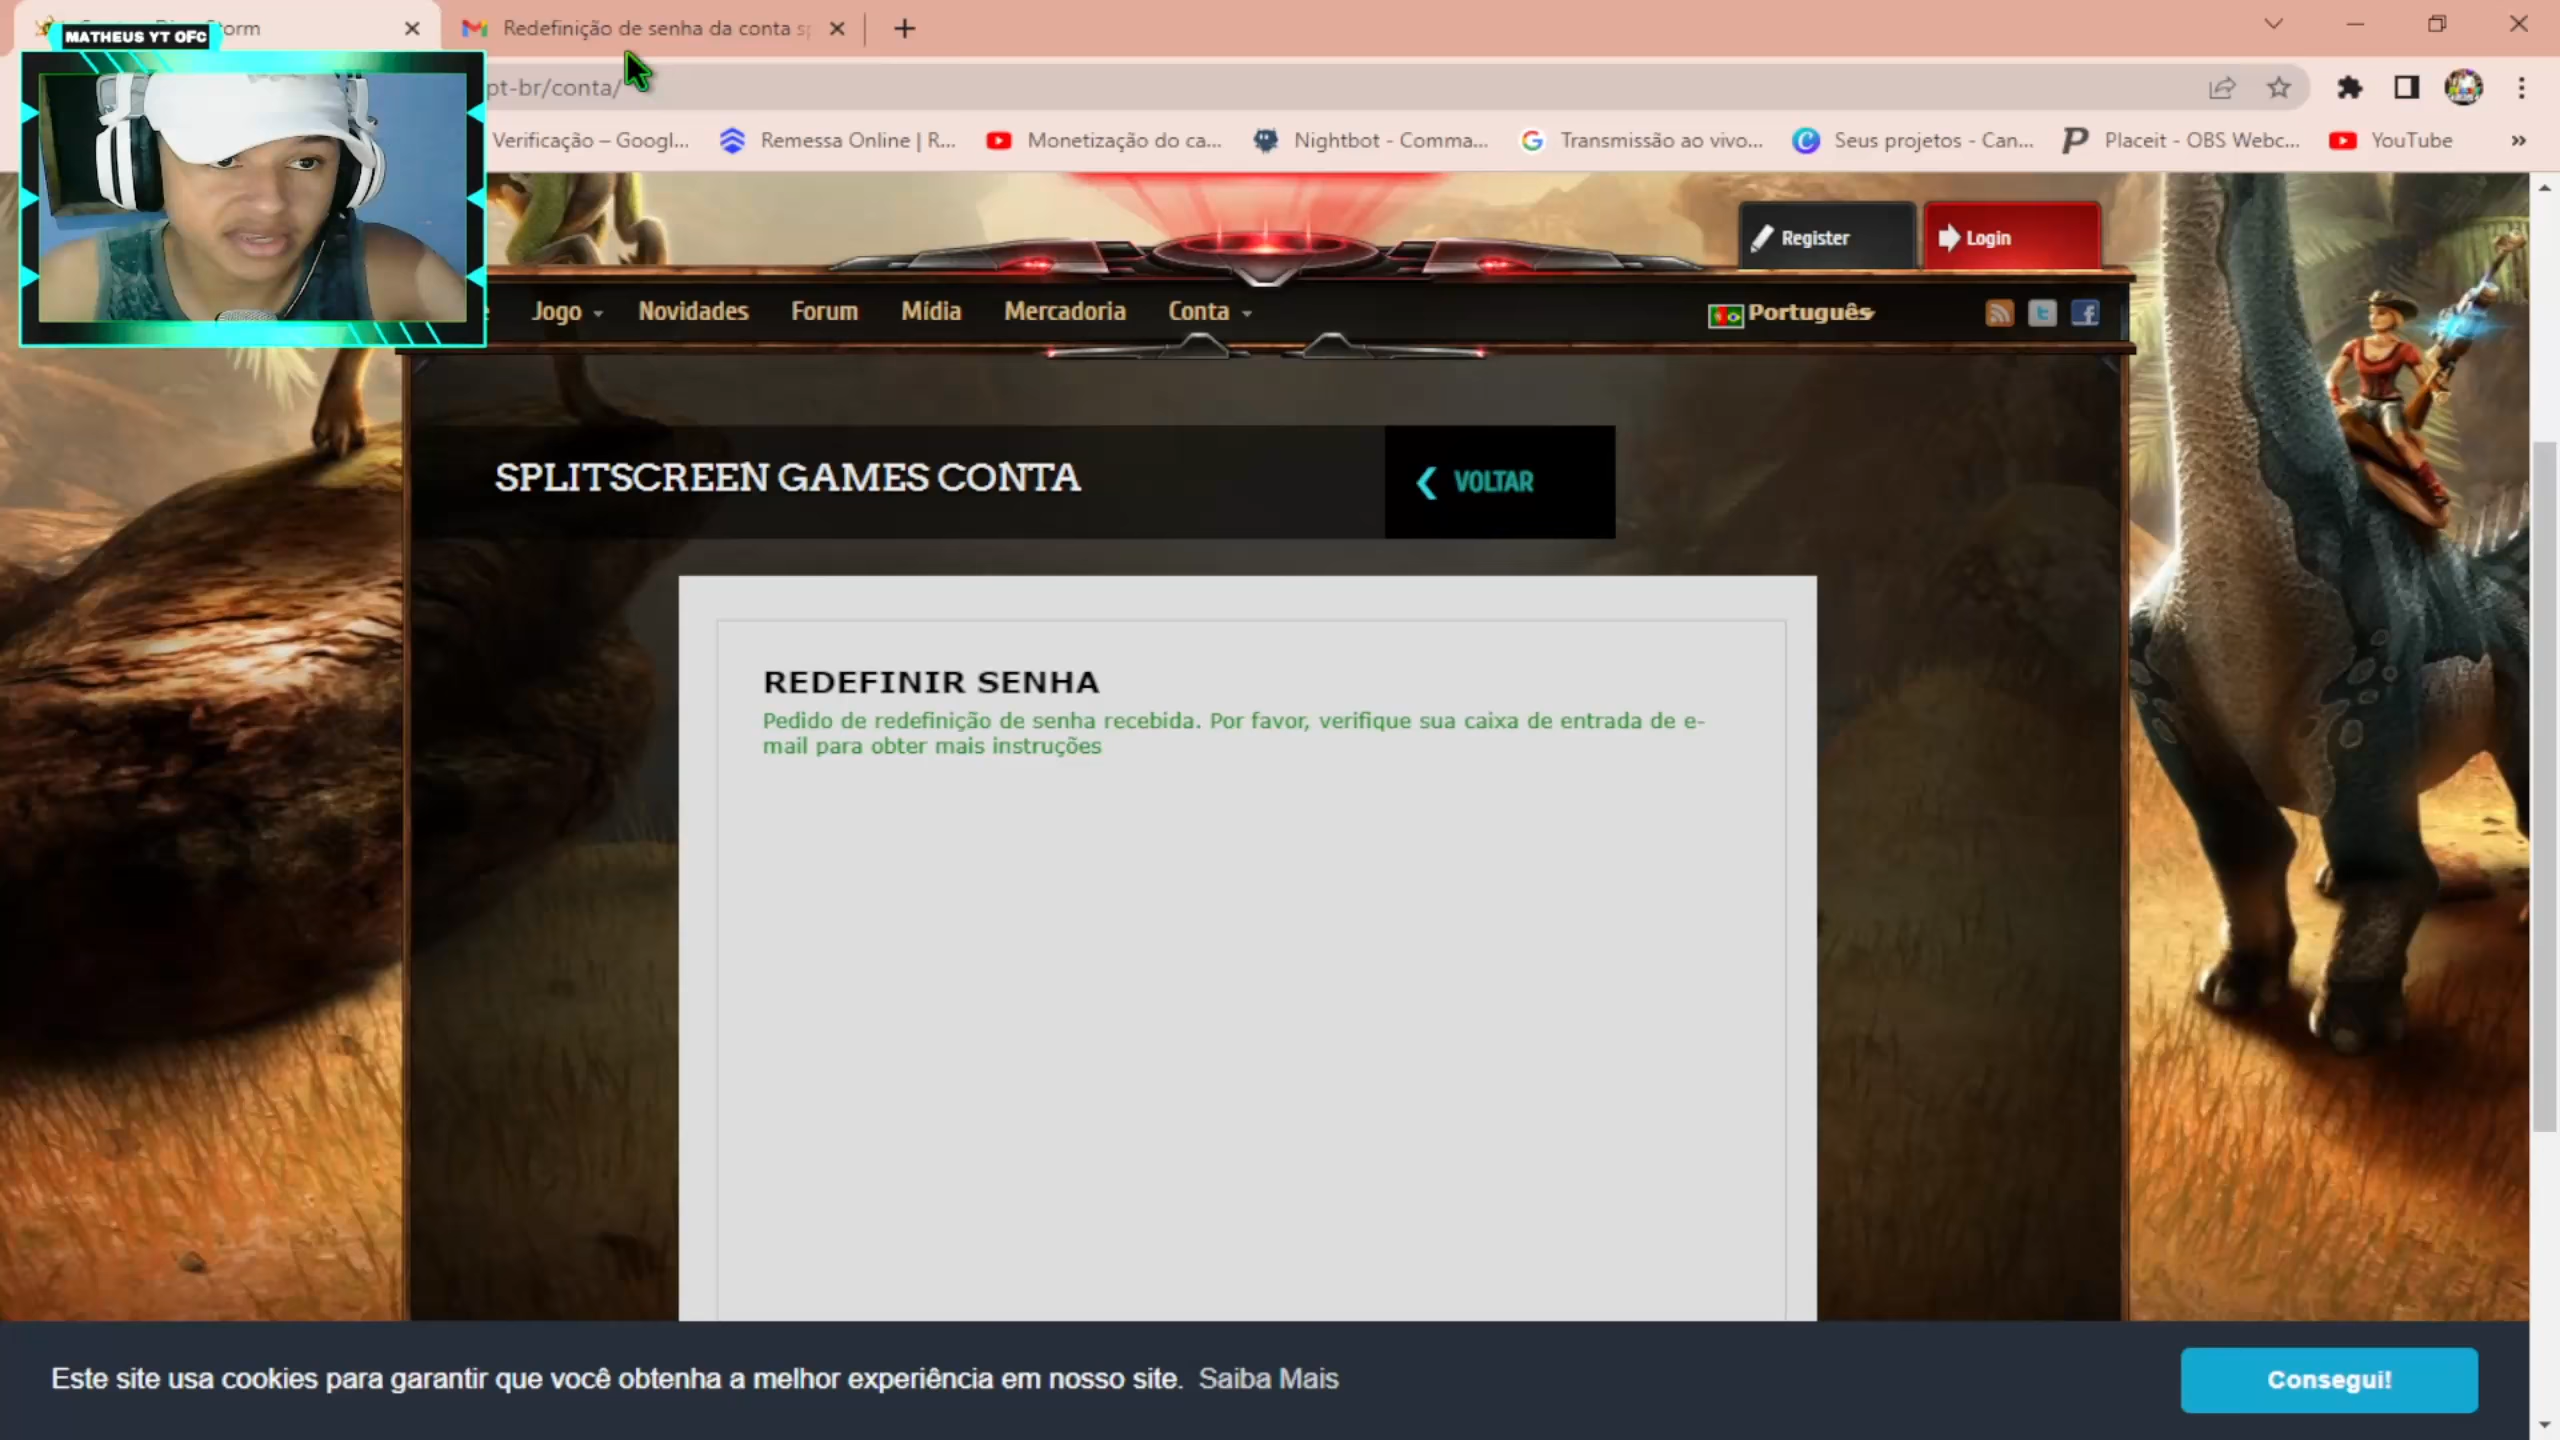 orm
Redefinição de senha da conta s
MATHEUS YT OFC
pt-br/conta/
Verificação – Googl...
Remessa Online | R...
Monetização do ca...
Nightbot - Comma...
Transmissão ao vivo...
Seus projetos - Can...
Placeit - OBS Webc...
YouTube
»
Register
Login
Jogo
Novidades
Forum
Mídia
Mercadoria
Conta
Português
SPLITSCREEN GAMES CONTA
VOLTAR
REDEFINIR SENHA
Pedido de redefinição de senha recebida. Por favor, verifique sua caixa de entrada de e-
mail para obter mais instruções
Este site usa cookies para garantir que você obtenha a melhor experiência em nosso site. Saiba Mais
Consegui!